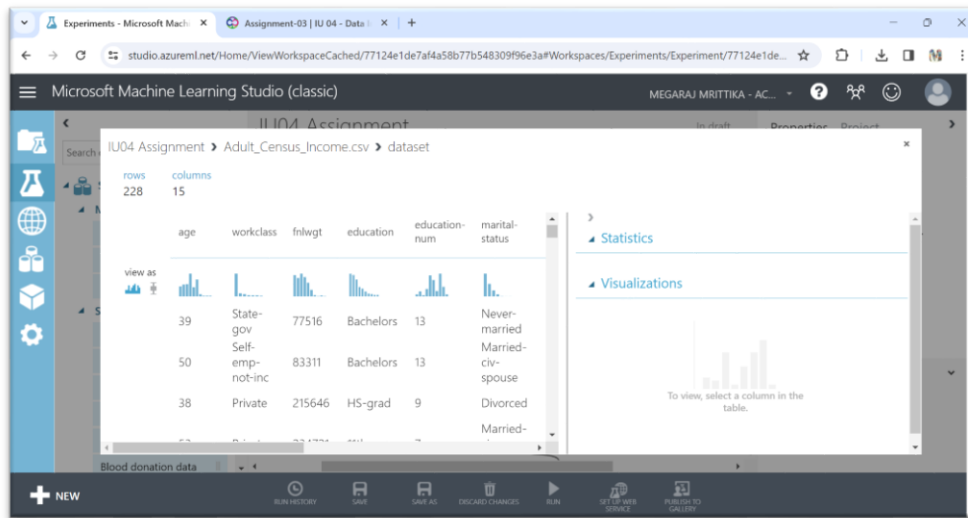 Experiments - Microsoft Mach
Assignment-03 | IU 04 - Data
studio.azureml.net/Home/ViewWorkspaceCached/77124e1de7af4a58b77b548309f96e3a#Workspaces/Experiments/Experiment/77124e1de...
Microsoft Machine Learning Studio (classic)
MEGARAJ MRITTIKA - AC...
IU04 Assignment
In draft
Properties Project
Search
IU04 Assignment > Adult_Census_Income.csv > dataset
rows columns
228 15
age workclass fnlwgt education education-num marital-status
view as
39 State-gov 77516 Bachelors 13 Never-married
50 Self-emp-not-inc 83311 Bachelors 13 Married-civ-spouse
38 Private 215646 HS-grad 9 Divorced
Married-
Statistics
Visualizations
To view, select a column in the
table.
Blood donation data
NEW
RUN HISTORY
SAVE
SAVE AS
DISCARD CHANGES
RUN
SET UP WEB
SERVICE
PUBLISH TO
GALLERY